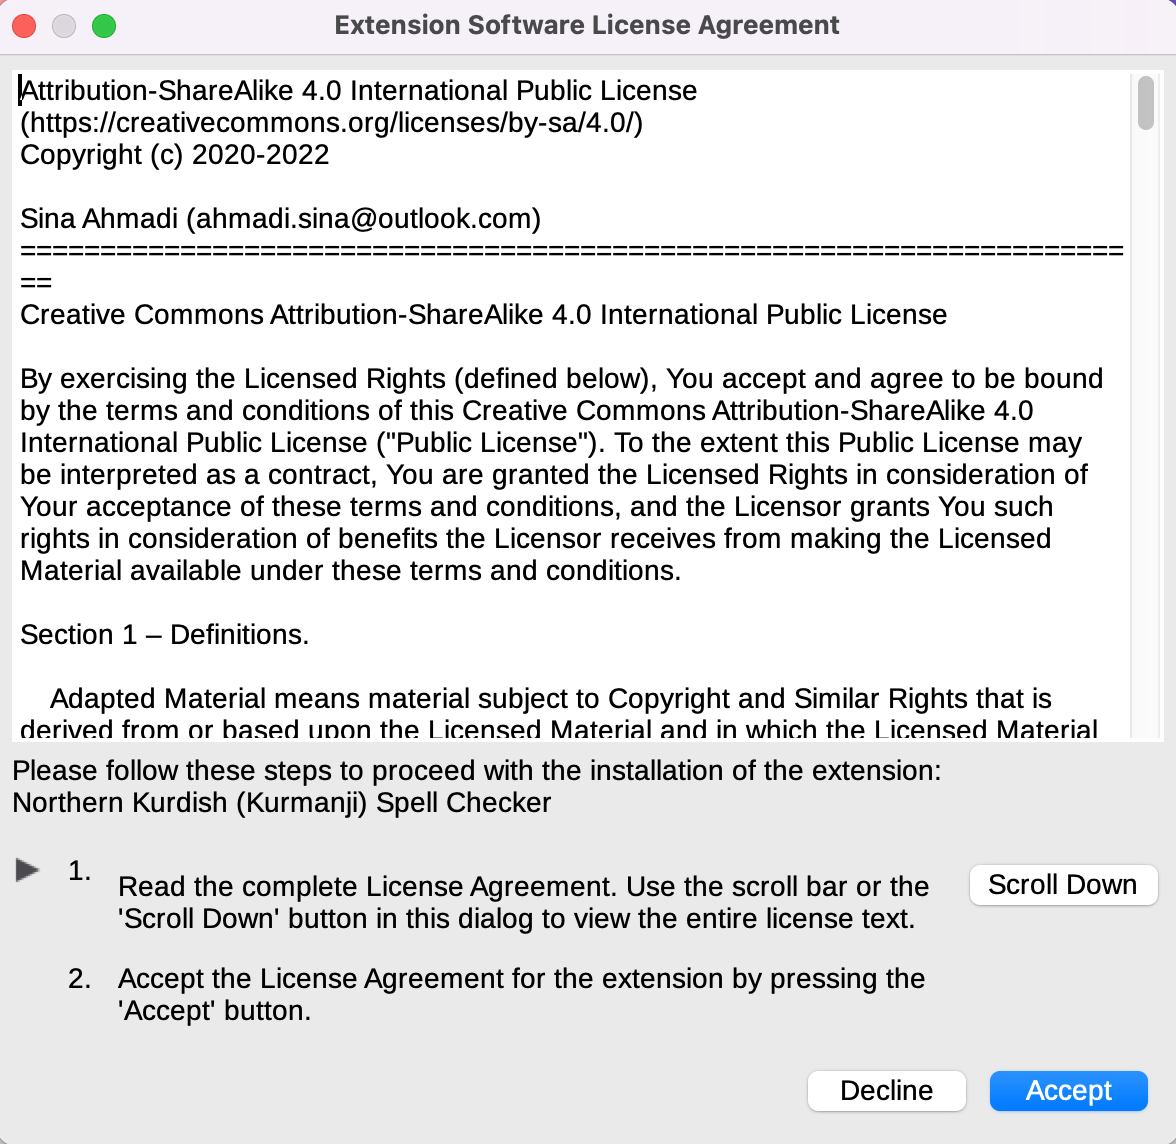 Extension Software License Agreement
Attribution-ShareAlike 4.0 International Public License
(https://creativecommons.org/licenses/by-sa/4.0/)
Copyright (c) 2020-2022
Sina Ahmadi (ahmadi.sina@outlook.com)
=====================================================================
==
Creative Commons Attribution-ShareAlike 4.0 International Public License
By exercising the Licensed Rights (defined below), You accept and agree to be bound
by the terms and conditions of this Creative Commons Attribution-ShareAlike 4.0
International Public License ("Public License"). To the extent this Public License may
be interpreted as a contract, You are granted the Licensed Rights in consideration of
Your acceptance of these terms and conditions, and the Licensor grants You such
rights in consideration of benefits the Licensor receives from making the Licensed
Material available under these terms and conditions.
Section 1 – Definitions.
Adapted Material means material subject to Copyright and Similar Rights that is
derived from or based upon the Licensed Material and in which the Licensed Material
Please follow these steps to proceed with the installation of the extension:
Northern Kurdish (Kurmanji) Spell Checker
1.
Read the complete License Agreement. Use the scroll bar or the
'Scroll Down' button in this dialog to view the entire license text.
Scroll Down
2. Accept the License Agreement for the extension by pressing the
'Accept' button.
Decline
Accept